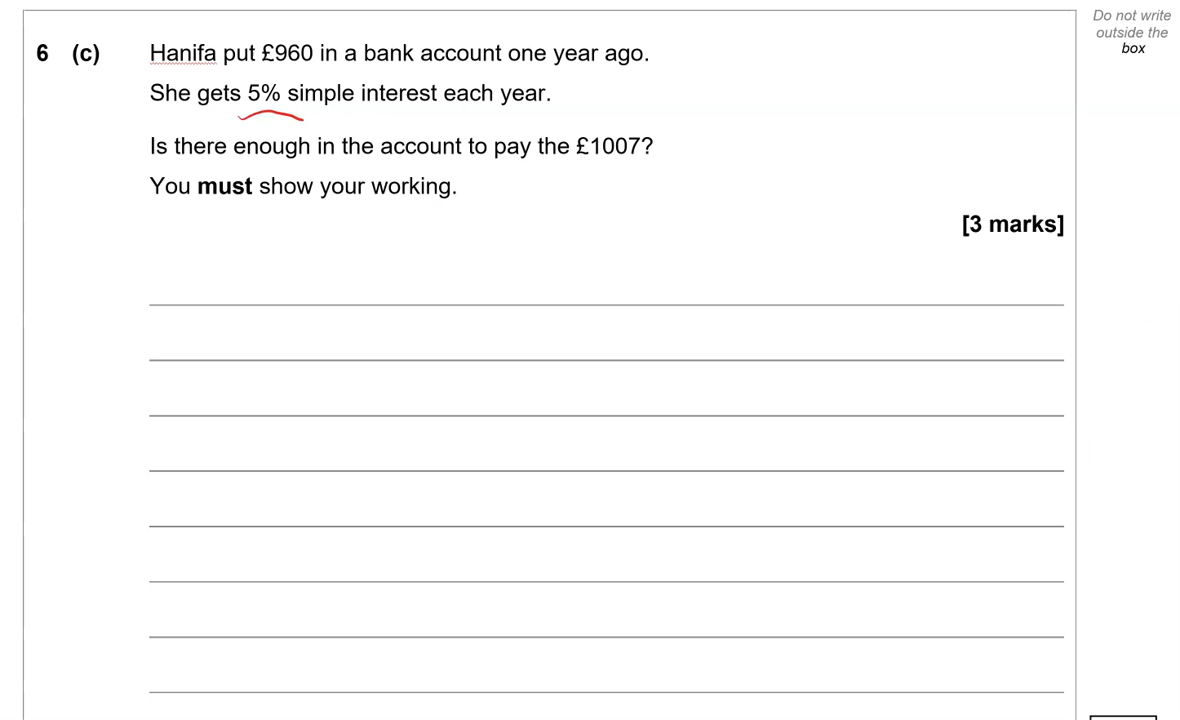 Do not write
outside the
box
6 (c) Hanifa put £960 in a bank account one year ago.
She gets 5% simple interest each year.
Is there enough in the account to pay the £1007?
You must show your working.
[3 marks]